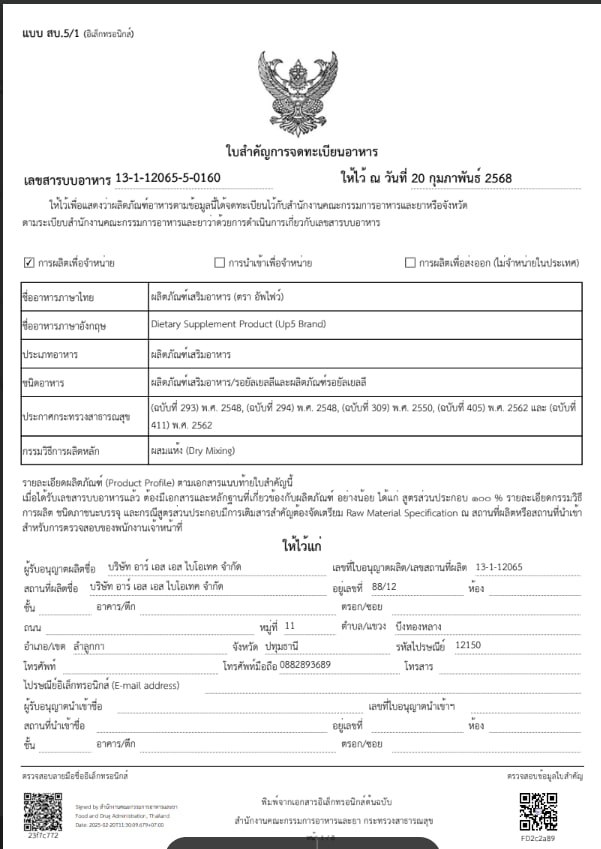 แบบ สบ.5/1 (อิเล็กทรอนิกส์)
ใบสำคัญการจดทะเบียนอาหาร
เลขสารบบอาหาร 13-1-12065-5-0160 ให้ไว้ ณ วันที่ 20 กุมภาพันธ์ 2568
ให้ไว้เพื่อแสดงว่าผลิตภัณฑ์อาหารตามข้อมูลนี้ได้จดทะเบียนไว้กับสำนักงานคณะกรรมการอาหารและยาหรือจังหวัด
ตามระเบียบสำนักงานคณะกรรมการอาหารและยาว่าด้วยการดำเนินการเกี่ยวกับเลขสารบบอาหาร
☑ การผลิตเพื่อจำหน่าย ☐ การนำเข้าเพื่อจำหน่าย ☐ การผลิตเพื่อส่งออก (ไม่จำหน่ายในประเทศ)
ชื่ออาหารภาษาไทย ผลิตภัณฑ์เสริมอาหาร (ตรา อัพไฟว์)
ชื่ออาหารภาษาอังกฤษ Dietary Supplement Product (Up5 Brand)
ประเภทอาหาร ผลิตภัณฑ์เสริมอาหาร
ชนิดอาหาร ผลิตภัณฑ์เสริมอาหาร/รอยัลเยลลีและผลิตภัณฑ์รอยัลเยลลี
ประกาศกระทรวงสาธารณสุข (ฉบับที่ 293) พ.ศ. 2548, (ฉบับที่ 294) พ.ศ. 2548, (ฉบับที่ 309) พ.ศ. 2550, (ฉบับที่ 405) พ.ศ. 2562 และ (ฉบับที่
411) พ.ศ. 2562
กรรมวิธีการผลิตหลัก ผสมแห้ง (Dry Mixing)
รายละเอียดผลิตภัณฑ์ (Product Profile) ตามเอกสารแนบท้ายใบสำคัญนี้
เมื่อได้รับเลขสารบบอาหารแล้ว ต้องมีเอกสารและหลักฐานที่เกี่ยวข้องกับผลิตภัณฑ์ อย่างน้อย ได้แก่ สูตรส่วนประกอบ ๑๐๐ % รายละเอียดกรรมวิธี
การผลิต ชนิดภาชนะบรรจุ และกรณีสูตรส่วนประกอบมีการเติมสารสำคัญต้องจัดเตรียม Raw Material Specification ณ สถานที่ผลิตหรือสถานที่นำเข้า
สำหรับการตรวจสอบของพนักงานเจ้าหน้าที่
ให้ไว้แก่
ผู้รับอนุญาตผลิตชื่อ บริษัท อาร์ เอส เอส ไบโอเทค จำกัด เลขที่ใบอนุญาตผลิต/เลขสถานที่ผลิต 13-1-12065
สถานที่ผลิตชื่อ บริษัท อาร์ เอส เอส ไบโอเทค จำกัด อยู่เลขที่ 88/12 ห้อง
ชั้น อาคาร/ตึก ตรอก/ซอย
ถนน หมู่ที่ 11 ตำบล/แขวง บึงทองหลาง
อำเภอ/เขต ลำลูกกา จังหวัด ปทุมธานี รหัสไปรษณีย์ 12150
โทรศัพท์ โทรศัพท์มือถือ 0882893689 โทรสาร
ไปรษณีย์อิเล็กทรอนิกส์ (E-mail address)
ผู้รับอนุญาตนำเข้าชื่อ เลขที่ใบอนุญาตนำเข้าฯ
สถานที่นำเข้าชื่อ อยู่เลขที่ ห้อง
ชั้น อาคาร/ตึก ตรอก/ซอย
ตรวจสอบลายมือชื่ออิเล็กทรอนิกส์ ตรวจสอบข้อมูลใบสำคัญ
Signed by สำนักงานคณะกรรมการอาหารและยา
Food and Drug Administration, Thailand
Date: 2025-02-20T11:30:09.679+07:00
23f7c772
พิมพ์จากเอกสารอิเล็กทรอนิกส์ต้นฉบับ
สำนักงานคณะกรรมการอาหารและยา กระทรวงสาธารณสุข
FD2c2a89